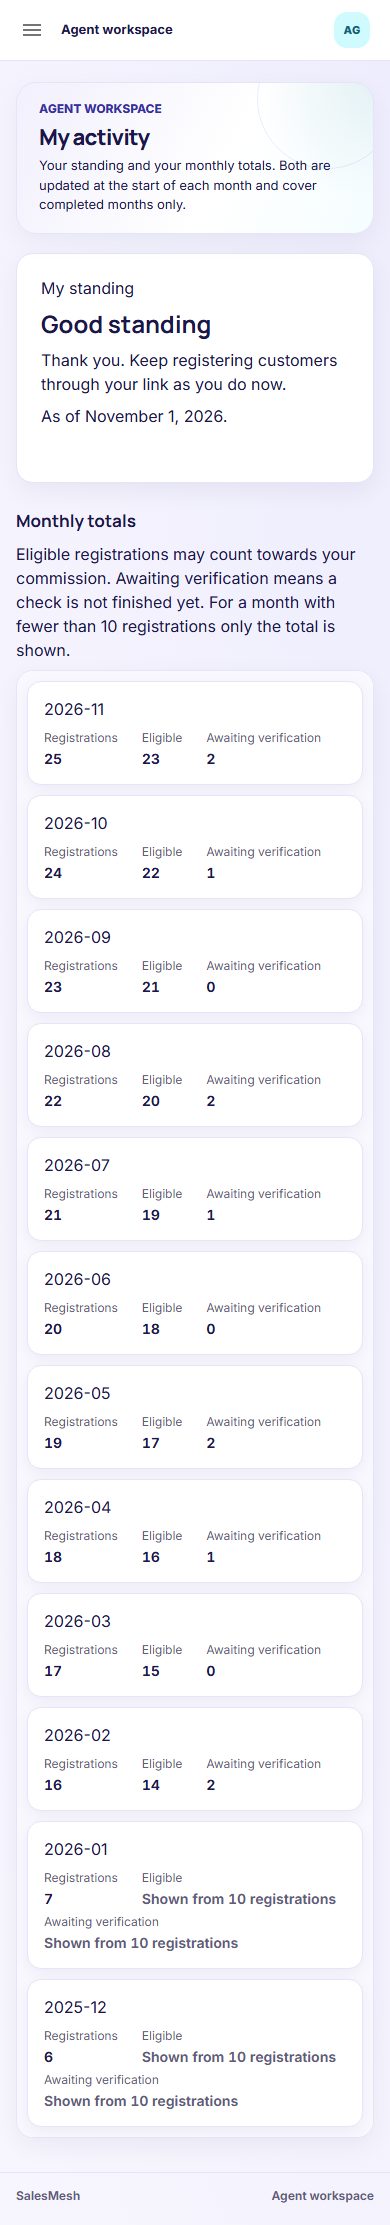 Agent workspace
AG
AGENT WORKSPACE
My activity
Your standing and your monthly totals. Both are
updated at the start of each month and cover
completed months only.
My standing
Good standing
Thank you. Keep registering customers
through your link as you do now.
As of November 1, 2026.
Monthly totals
Eligible registrations may count towards your
commission. Awaiting verification means a
check is not finished yet. For a month with
fewer than 10 registrations only the total is
shown.
2026-11
Registrations Eligible Awaiting verification
25 23 2
2026-10
Registrations Eligible Awaiting verification
24 22 1
2026-09
Registrations Eligible Awaiting verification
23 21 0
2026-08
Registrations Eligible Awaiting verification
22 20 2
2026-07
Registrations Eligible Awaiting verification
21 19 1
2026-06
Registrations Eligible Awaiting verification
20 18 0
2026-05
Registrations Eligible Awaiting verification
19 17 2
2026-04
Registrations Eligible Awaiting verification
18 16 1
2026-03
Registrations Eligible Awaiting verification
17 15 0
2026-02
Registrations Eligible Awaiting verification
16 14 2
2026-01
Registrations Eligible
7 Shown from 10 registrations
Awaiting verification
Shown from 10 registrations
2025-12
Registrations Eligible
6 Shown from 10 registrations
Awaiting verification
Shown from 10 registrations
SalesMesh Agent workspace